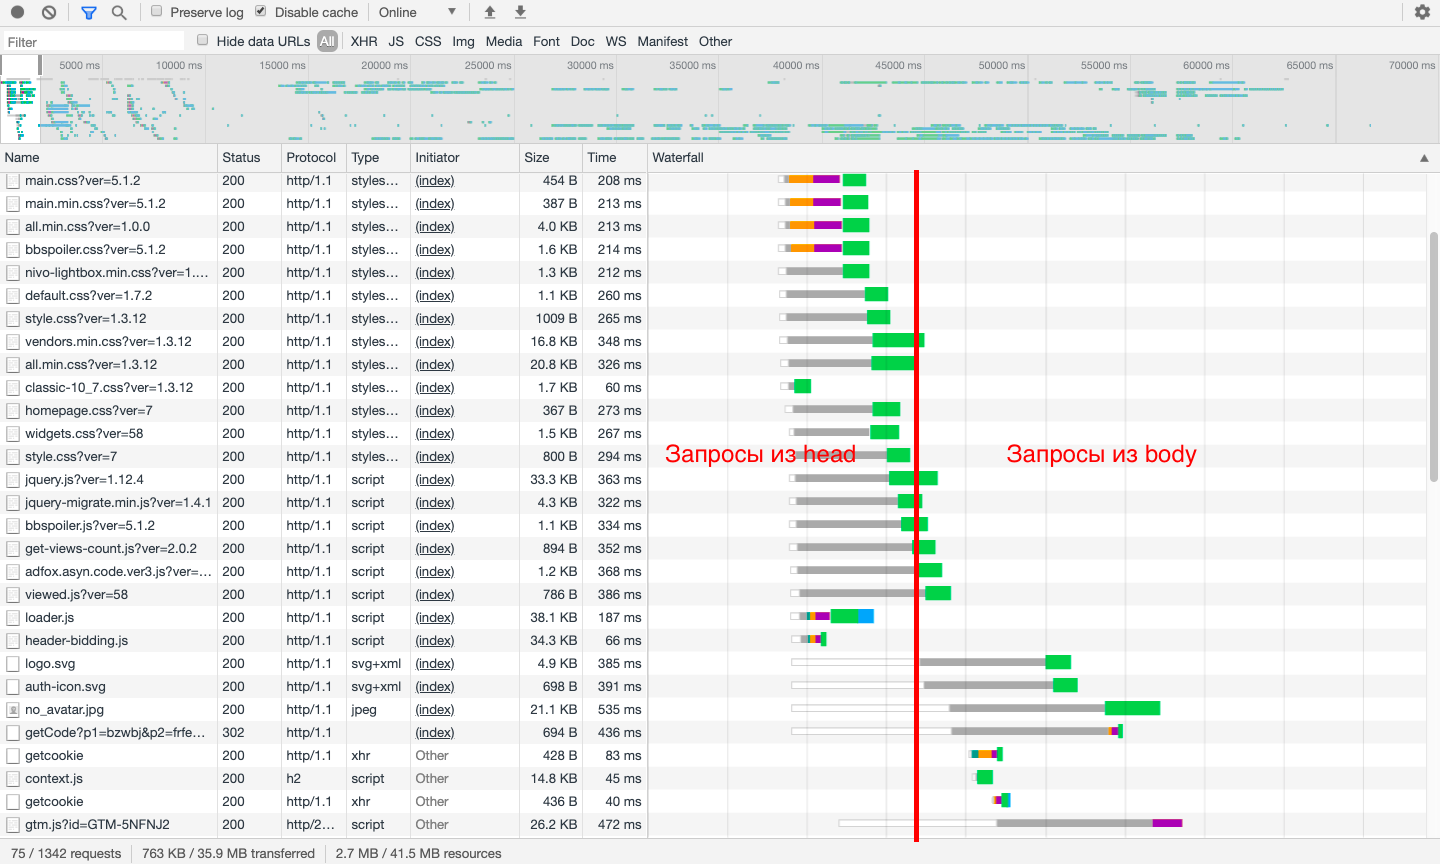 Preserve log Disable cache Online
Filter Hide data URLs All XHR JS CSS Img Media Font Doc WS Manifest Other
5000 ms 10000 ms 15000 ms 20000 ms 25000 ms 30000 ms 35000 ms 40000 ms 45000 ms 50000 ms 55000 ms 60000 ms 65000 ms 70000 ms
Name Status Protocol Type Initiator Size Time Waterfall
main.css?ver=5.1.2 200 http/1.1 styles… (index) 454 B 208 ms
main.min.css?ver=5.1.2 200 http/1.1 styles… (index) 387 B 213 ms
all.min.css?ver=1.0.0 200 http/1.1 styles… (index) 4.0 KB 213 ms
bbspoiler.css?ver=5.1.2 200 http/1.1 styles… (index) 1.6 KB 214 ms
nivo-lightbox.min.css?ver=1.… 200 http/1.1 styles… (index) 1.3 KB 212 ms
default.css?ver=1.7.2 200 http/1.1 styles… (index) 1.1 KB 260 ms
style.css?ver=1.3.12 200 http/1.1 styles… (index) 1009 B 265 ms
vendors.min.css?ver=1.3.12 200 http/1.1 styles… (index) 16.8 KB 348 ms
all.min.css?ver=1.3.12 200 http/1.1 styles… (index) 20.8 KB 326 ms
classic-10_7.css?ver=1.3.12 200 http/1.1 styles… (index) 1.7 KB 60 ms
homepage.css?ver=7 200 http/1.1 styles… (index) 367 B 273 ms
widgets.css?ver=58 200 http/1.1 styles… (index) 1.5 KB 267 ms
style.css?ver=7 200 http/1.1 styles… (index) 800 B 294 ms
Запросы из head Запросы из body
jquery.js?ver=1.12.4 200 http/1.1 script (index) 33.3 KB 363 ms
jquery-migrate.min.js?ver=1.4.1 200 http/1.1 script (index) 4.3 KB 322 ms
bbspoiler.js?ver=5.1.2 200 http/1.1 script (index) 1.1 KB 334 ms
get-views-count.js?ver=2.0.2 200 http/1.1 script (index) 894 B 352 ms
adfox.asyn.code.ver3.js?ver=… 200 http/1.1 script (index) 1.2 KB 368 ms
viewed.js?ver=58 200 http/1.1 script (index) 786 B 386 ms
loader.js 200 http/1.1 script (index) 38.1 KB 187 ms
header-bidding.js 200 http/1.1 script (index) 34.3 KB 66 ms
logo.svg 200 http/1.1 svg+xml (index) 4.9 KB 385 ms
auth-icon.svg 200 http/1.1 svg+xml (index) 698 B 391 ms
no_avatar.jpg 200 http/1.1 jpeg (index) 21.1 KB 535 ms
getCode?p1=bzwbj&p2=frfe… 302 http/1.1 (index) 694 B 436 ms
getcookie 200 http/1.1 xhr Other 428 B 83 ms
context.js 200 h2 script Other 14.8 KB 45 ms
getcookie 200 http/1.1 xhr Other 436 B 40 ms
gtm.js?id=GTM-5NFNJ2 200 http/2… script Other 26.2 KB 472 ms
75 / 1342 requests 763 KB / 35.9 MB transferred 2.7 MB / 41.5 MB resources